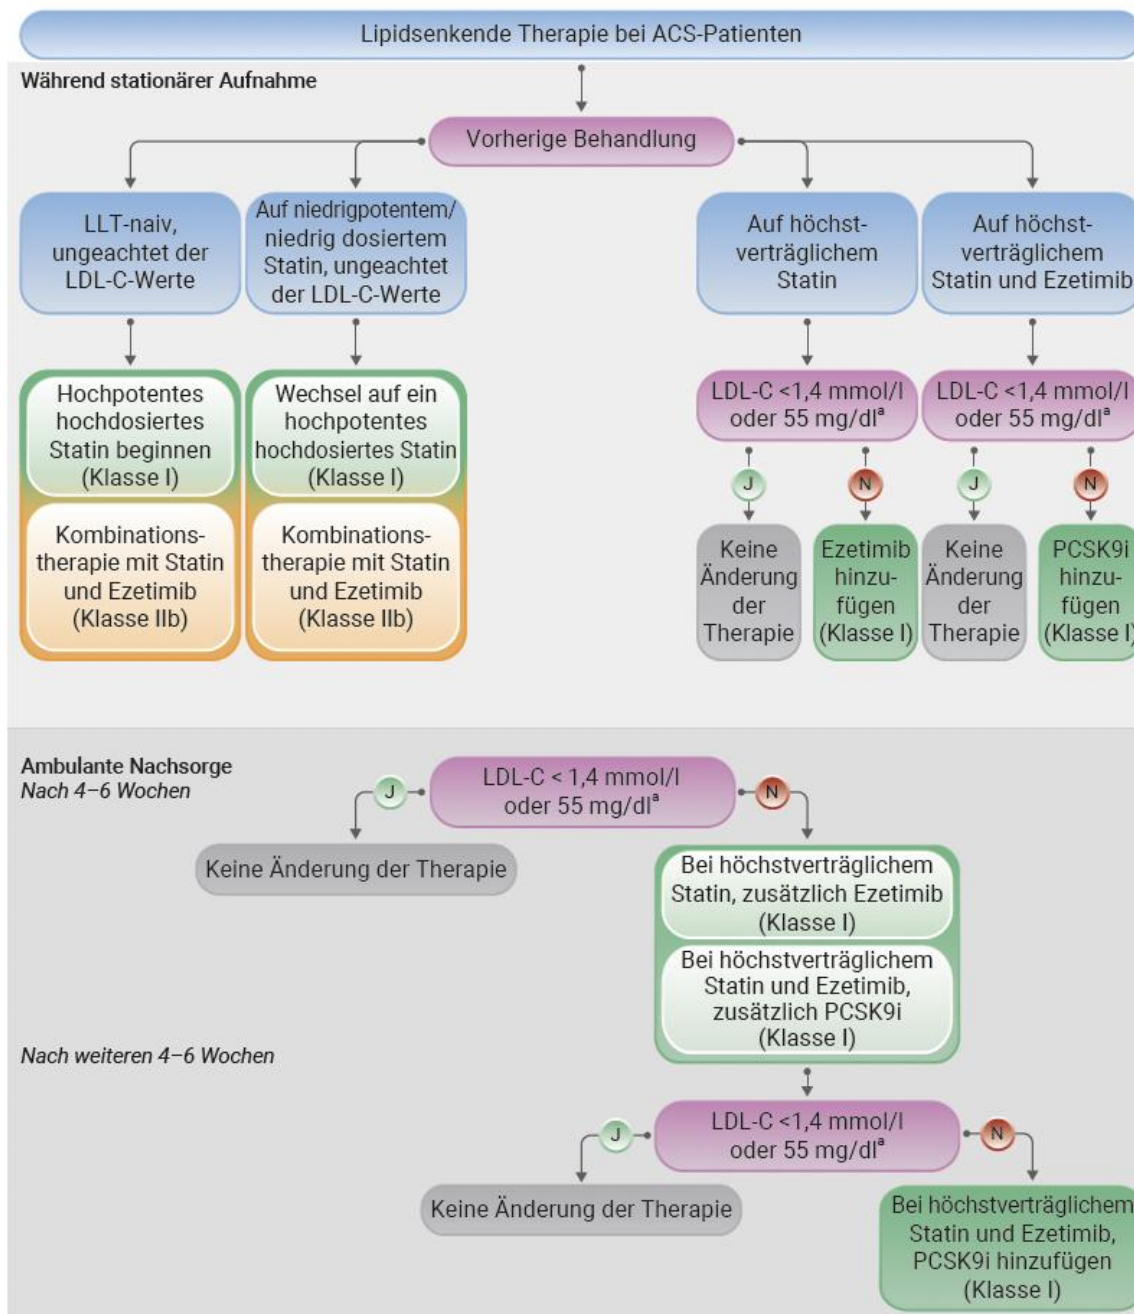 Lipidsenkende Therapie bei ACS-Patienten
Während stationärer Aufnahme
Vorherige Behandlung
LLT-naiv,
ungeachtet der
LDL-C-Werte
Auf niedrigpotentem/
niedrig dosiertem
Statin, ungeachtet
der LDL-C-Werte
Auf höchst-
verträglichem
Statin
Auf höchst-
verträglichem
Statin und Ezetimib
Hochpotentes
hochdosiertes
Statin beginnen
(Klasse I)
Kombinations-
therapie mit Statin
und Ezetimib
(Klasse IIb)
Wechsel auf ein
hochpotentes
hochdosiertes Statin
(Klasse I)
Kombinations-
therapie mit Statin
und Ezetimib
(Klasse IIb)
LDL-C <1,4 mmol/l
oder 55 mg/dlª
J
N
Keine
Änderung
der
Therapie
Ezetimib
hinzu-
fügen
(Klasse I)
LDL-C <1,4 mmol/l
oder 55 mg/dlª
J
N
Keine
Änderung
der
Therapie
PCSK9i
hinzu-
fügen
(Klasse I)
Ambulante Nachsorge
Nach 4–6 Wochen
LDL-C < 1,4 mmol/l
oder 55 mg/dlª
J
N
Keine Änderung der Therapie
Bei höchstverträglichem
Statin, zusätzlich Ezetimib
(Klasse I)
Bei höchstverträglichem
Statin und Ezetimib,
zusätzlich PCSK9i
(Klasse I)
Nach weiteren 4–6 Wochen
LDL-C <1,4 mmol/l
oder 55 mg/dlª
J
N
Keine Änderung der Therapie
Bei höchstverträglichem
Statin und Ezetimib,
PCSK9i hinzufügen
(Klasse I)